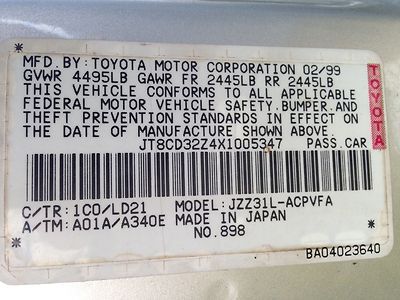 MFD.BY:TOYOTA MOTOR CORPORATION 02/99
GVWR 4495LB GAWR FR 2445LB RR 2445LB
THIS VEHICLE CONFORMS TO ALL APPLICABLE
FEDERAL MOTOR VEHICLE SAFETY.BUMPER,AND
THEFT PREVENTION STANDARDS IN EFFECT ON
THE DATE OF MANUFACTURE SHOWN ABOVE.
JT8CD32Z4X1005347 PASS.CAR
TOYOTA
C/TR:1C0/LD21 MODEL:JZZ31L-ACPVFA
A/TM:A01A/A340E MADE IN JAPAN
NO.898
BA04023640